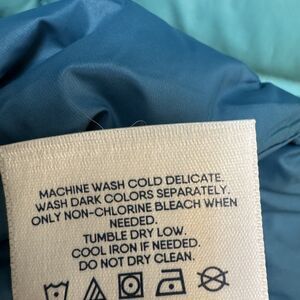 MACHINE WASH COLD DELICATE.
WASH DARK COLORS SEPARATELY.
ONLY NON-CHLORINE BLEACH WHEN
NEEDED.
TUMBLE DRY LOW.
COOL IRON IF NEEDED.
DO NOT DRY CLEAN.